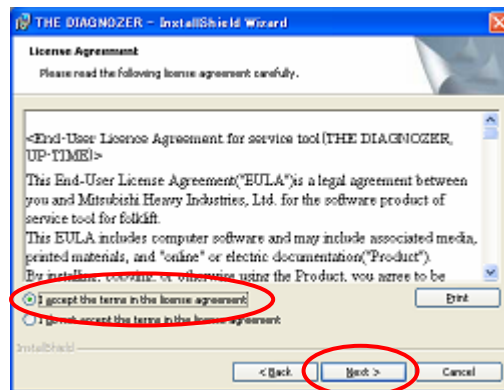 THE DIAGNOZER - InstallShield Wizard
License Agreement
Please read the following license agreement carefully.
<End-User Licence Agreement for service tool (THE DIAGNOZER,
UP-TIME)>
This End-User License Agreement("EULA")is a legal agreement between
you and Mitsubishi Heavy Industries, Ltd. for the software product of
service tool for folklift.
This EULA includes computer software and may include associated media,
printed materials, and "online" or electric documentation("Product").
By installing, copying, or otherwise using the Product, you agree to be
I accept the terms in the license agreement
Print
I do not accept the terms in the license agreement
InstallShield
< Back
Next >
Cancel